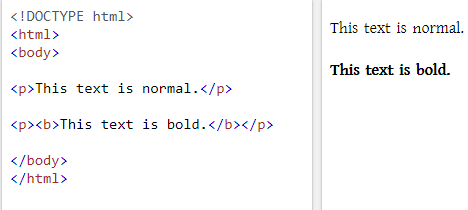 <!DOCTYPE html>
<html>
<body>
<p>This text is normal.</p>
<p><b>This text is bold.</b></p>
</body>
</html>
This text is normal.
This text is bold.